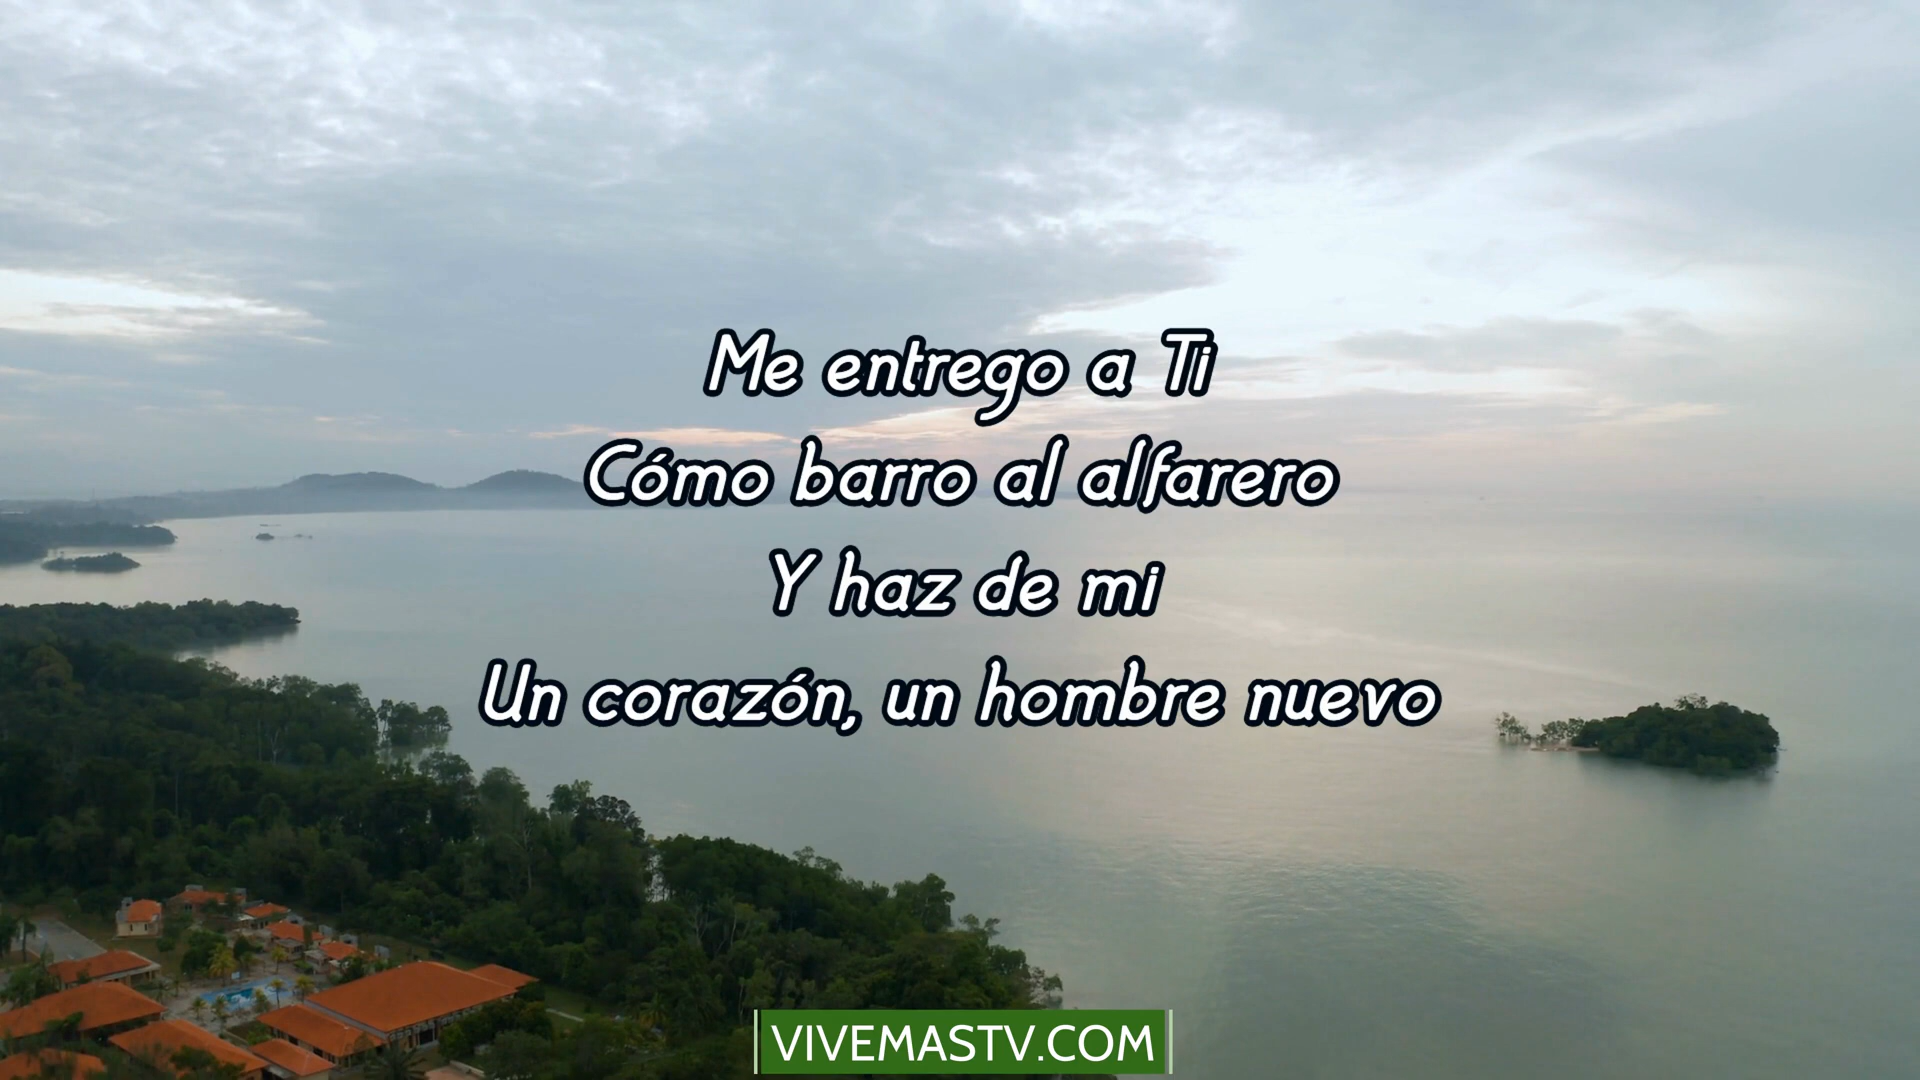 Me entrego a Ti
Cómo barro al alfarero
Y haz de mi
Un corazón, un hombre nuevo
VIVEMASTV.COM